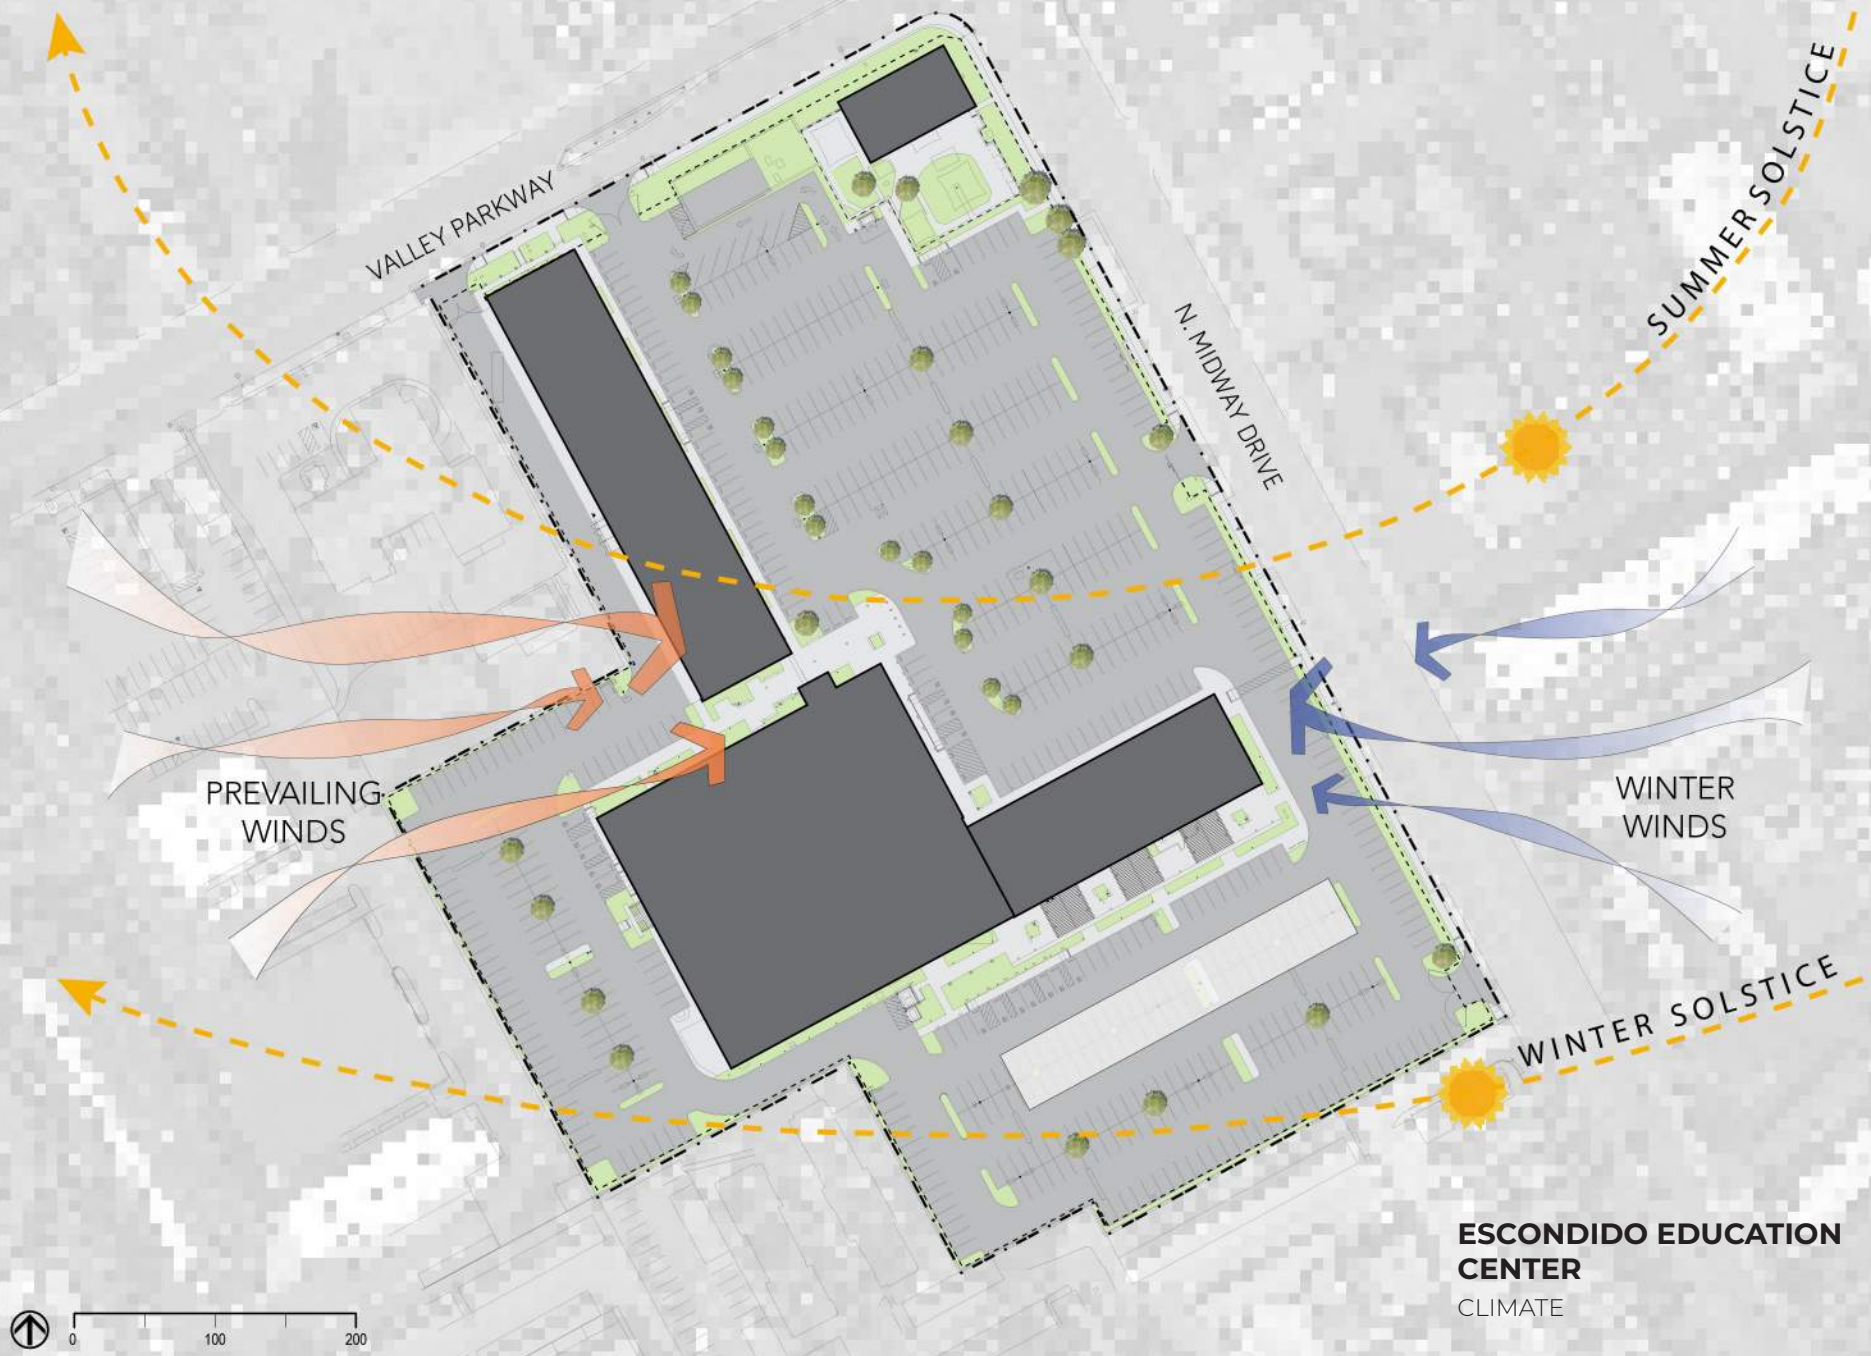 VALLEY PARKWAY
SUMMER SOLSTICE
N. MIDWAY DRIVE
PREVAILING
WINDS
WINTER
WINDS
WINTER SOLSTICE
ESCONDIDO EDUCATION
CENTER
CLIMATE
0 100 200